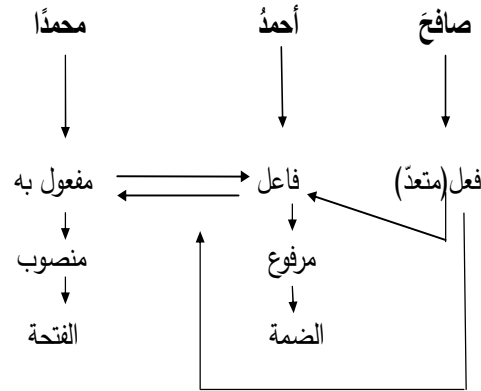 صافحَ أحمدُ محمدًا
فعل(متعدّ) فاعل مفعول به
مرفوع منصوب
الضمة الفتحة